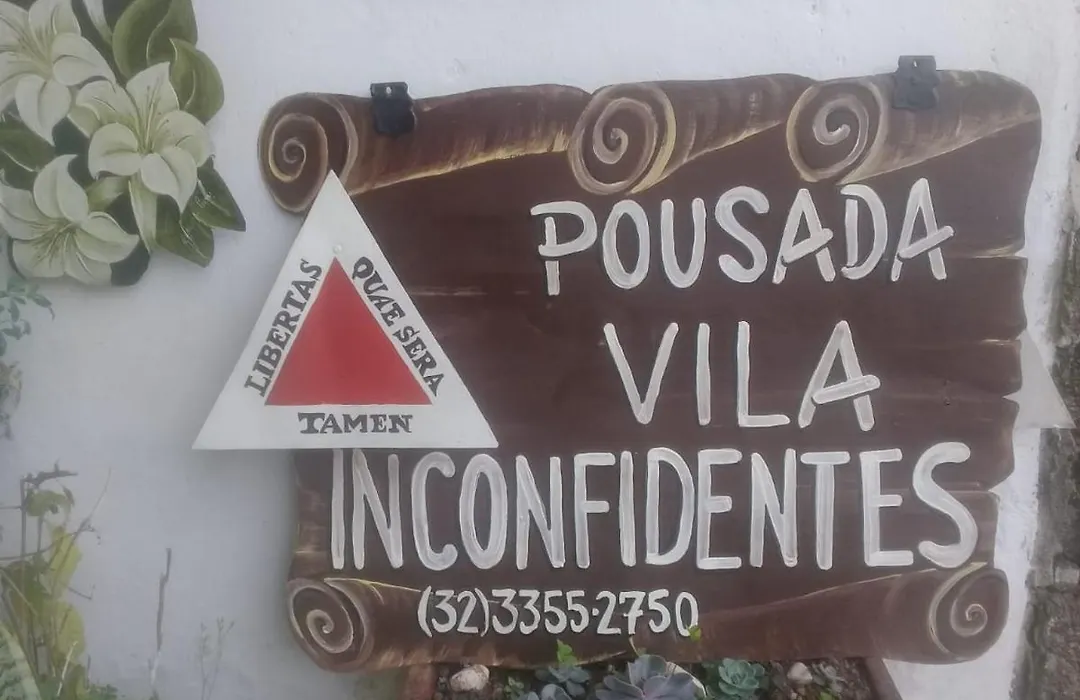 LIBERTAS
QUAE SERA
TAMEN
POUSADA
VILA
INCONFIDENTES
(32)3355·2750